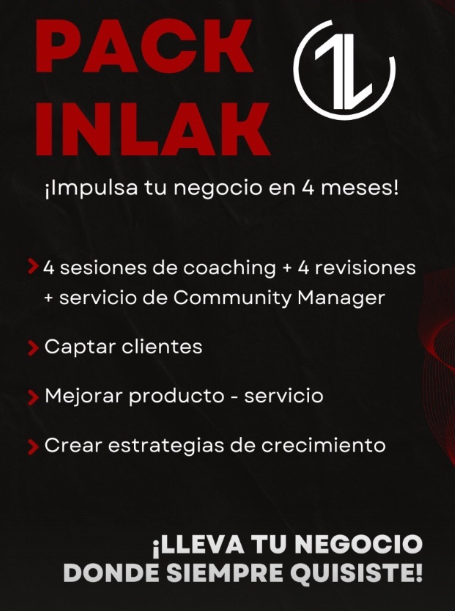 PACK
INLAK
¡Impulsa tu negocio en 4 meses!
4 sesiones de coaching + 4 revisiones
+ servicio de Community Manager
Captar clientes
Mejorar producto - servicio
Crear estrategias de crecimiento
¡LLEVA TU NEGOCIO
DONDE SIEMPRE QUISISTE!